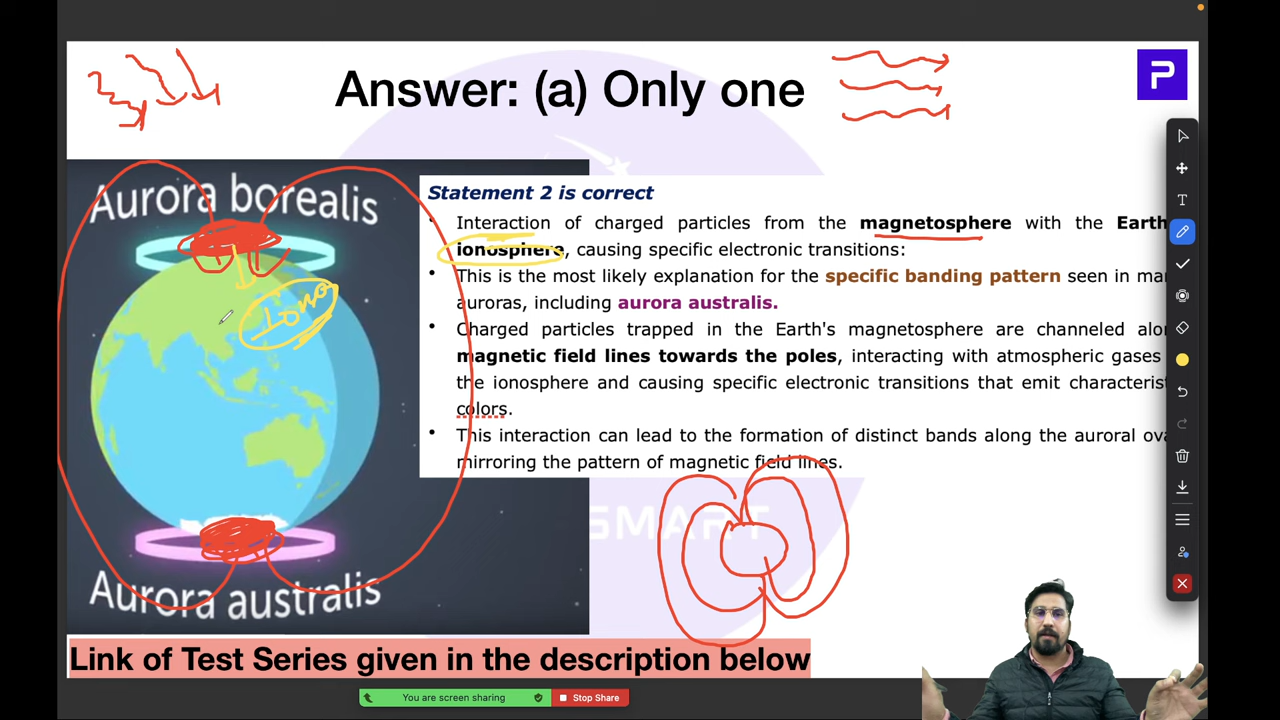 Answer: (a) Only one
P
Aurora borealis
Iono
Aurora australis
Statement 2 is correct
• Interaction of charged particles from the magnetosphere with the Earth
ionosphere, causing specific electronic transitions:
• This is the most likely explanation for the specific banding pattern seen in
auroras, including aurora australis.
• Charged particles trapped in the Earth's magnetosphere are channeled
magnetic field lines towards the poles, interacting with atmospheric gases
the ionosphere and causing specific electronic transitions that emit
colors.
• This interaction can lead to the formation of distinct bands along the auroral
mirroring the pattern of magnetic field lines.
SMART
Link of Test Series given in the description below
You are screen sharing
Stop Share
T